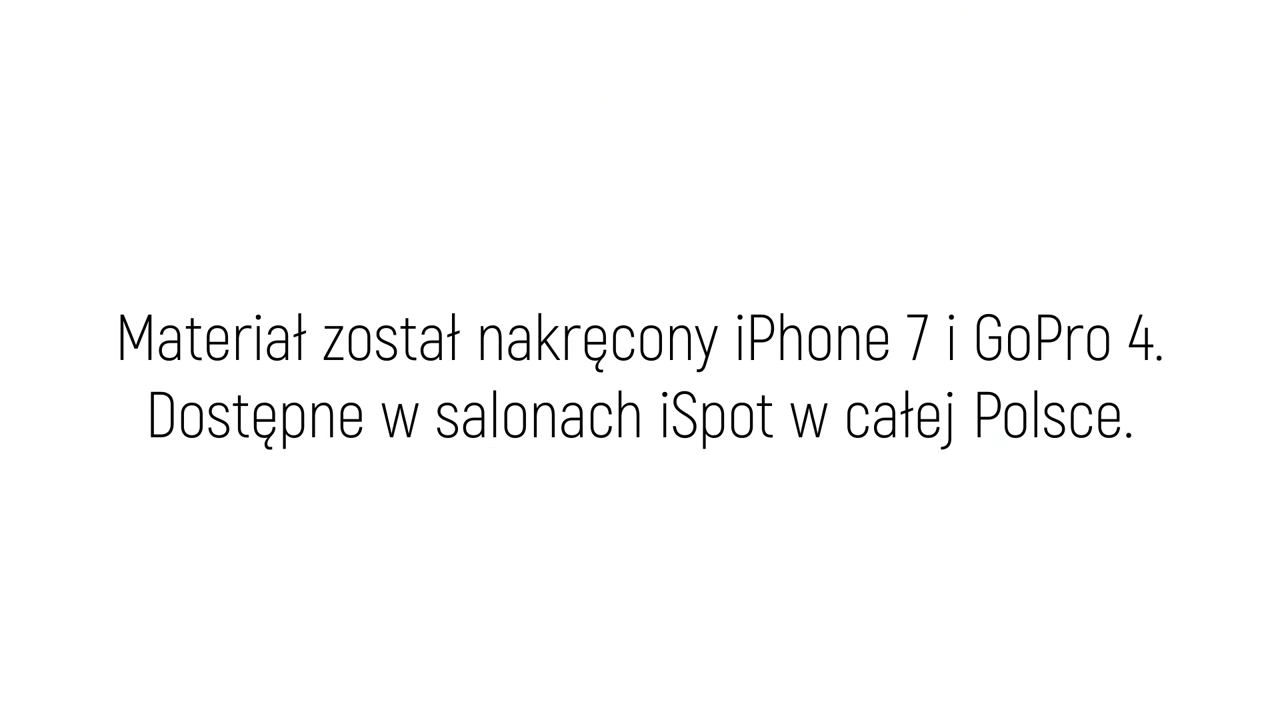 Materiał został nakręcony iPhone 7 i GoPro 4.
Dostępne w salonach iSpot w całej Polsce.